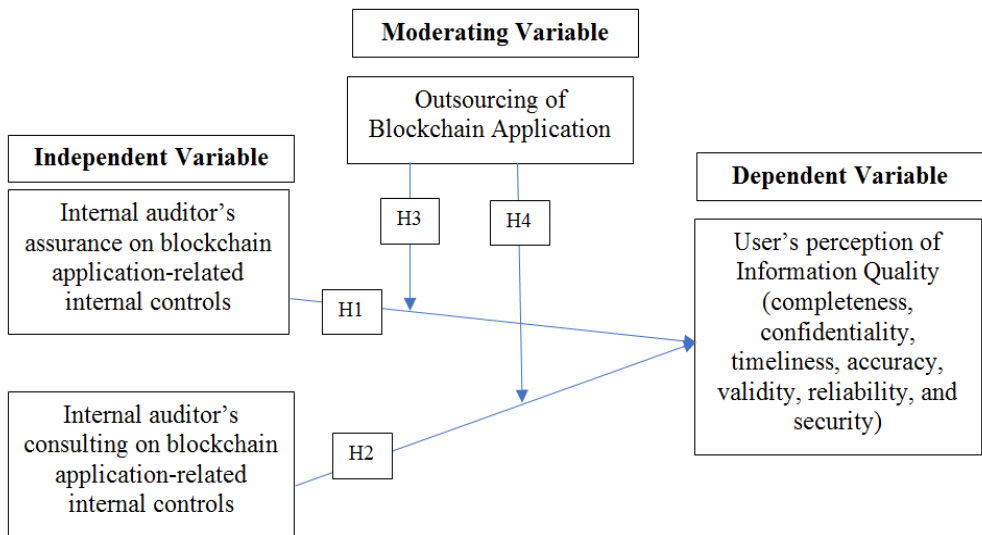 Moderating Variable
Outsourcing of
Blockchain Application
Independent Variable
Internal auditor’s
assurance on blockchain
application-related
internal controls
H3
H4
H1
Dependent Variable
User’s perception of
Information Quality
(completeness,
confidentiality,
timeliness, accuracy,
validity, reliability, and
security)
Internal auditor’s
consulting on blockchain
application-related
internal controls
H2